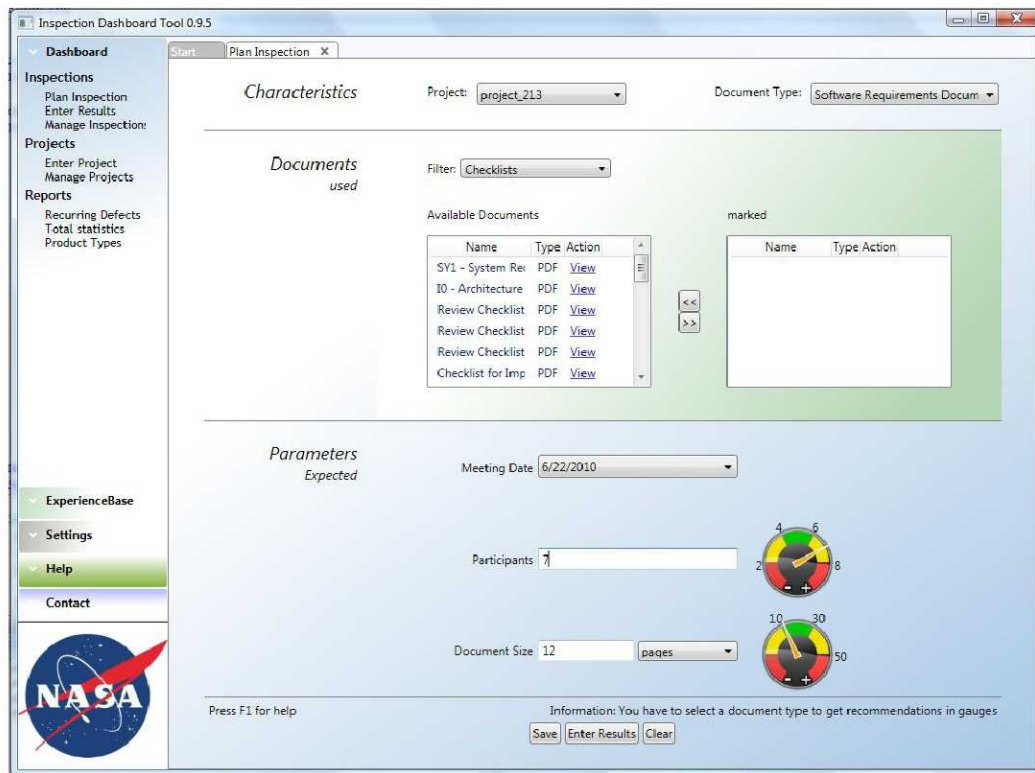 Inspection Dashboard Tool 0.9.5
Dashboard
Start
Plan Inspection X
Inspections
Plan Inspection
Enter Results
Manage Inspections
Projects
Enter Project
Manage Projects
Reports
Recurring Defects
Total statistics
Product Types
ExperienceBase
Settings
Help
Contact
NASA
Characteristics
Project: project_213
Document Type: Software Requirements Docum
Documents
used
Filter: Checklists
Available Documents
Name Type Action
SY1 - System Rec PDF View
I0 - Architecture PDF View
Review Checklist PDF View
Review Checklist PDF View
Review Checklist PDF View
Checklist for Imp PDF View
<<
>>
marked
Name Type Action
Parameters
Expected
Meeting Date 6/22/2010
Participants 7
2 4 6 8
- +
Document Size 12 pages
10 30 50
- +
Press F1 for help
Information: You have to select a document type to get recommendations in gauges
Save Enter Results Clear